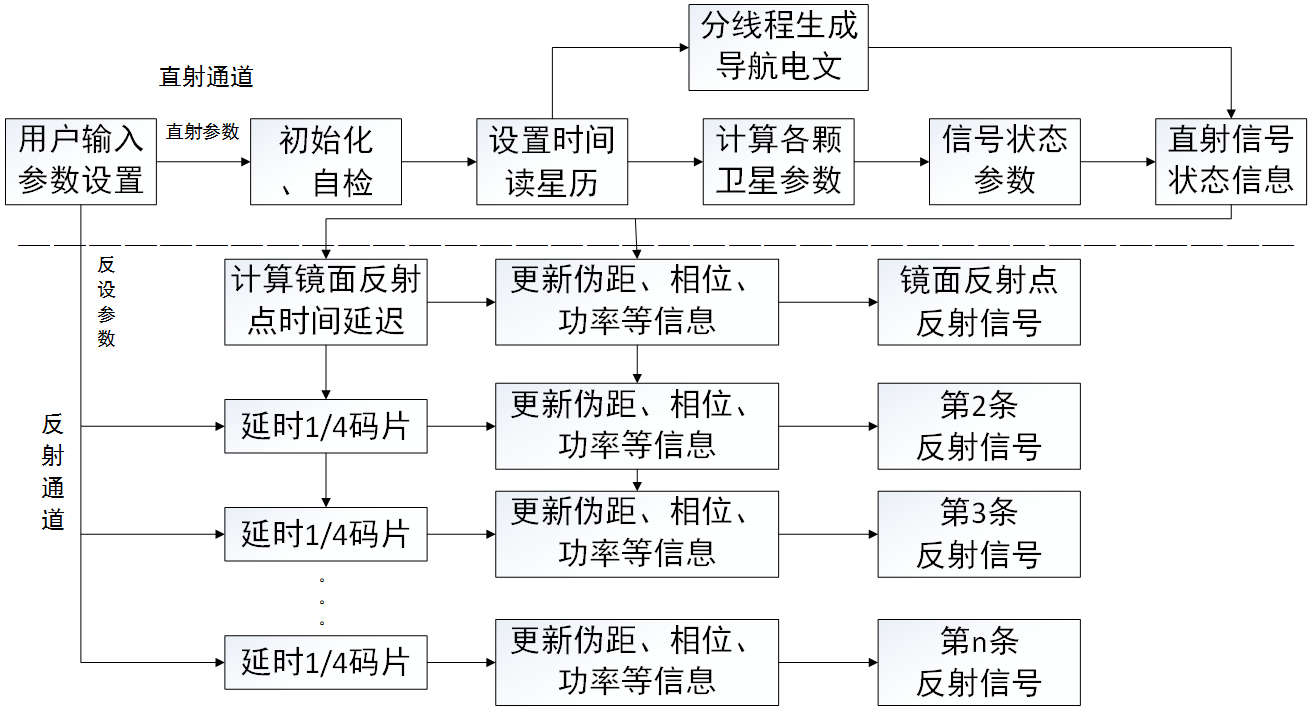 分线程生成
导航电文
直射通道
用户输入
参数设置
直射参数
初始化
、自检
设置时间
读星历
计算各颗
卫星参数
信号状态
参数
直射信号
状态信息
反设参数
计算镜面反射
点时间延迟
更新伪距、相位、
功率等信息
镜面反射点
反射信号
反射通道
延时1/4码片
更新伪距、相位、
功率等信息
第2条
反射信号
延时1/4码片
更新伪距、相位、
功率等信息
第3条
反射信号
。
。
。
延时1/4码片
更新伪距、相位、
功率等信息
第n条
反射信号